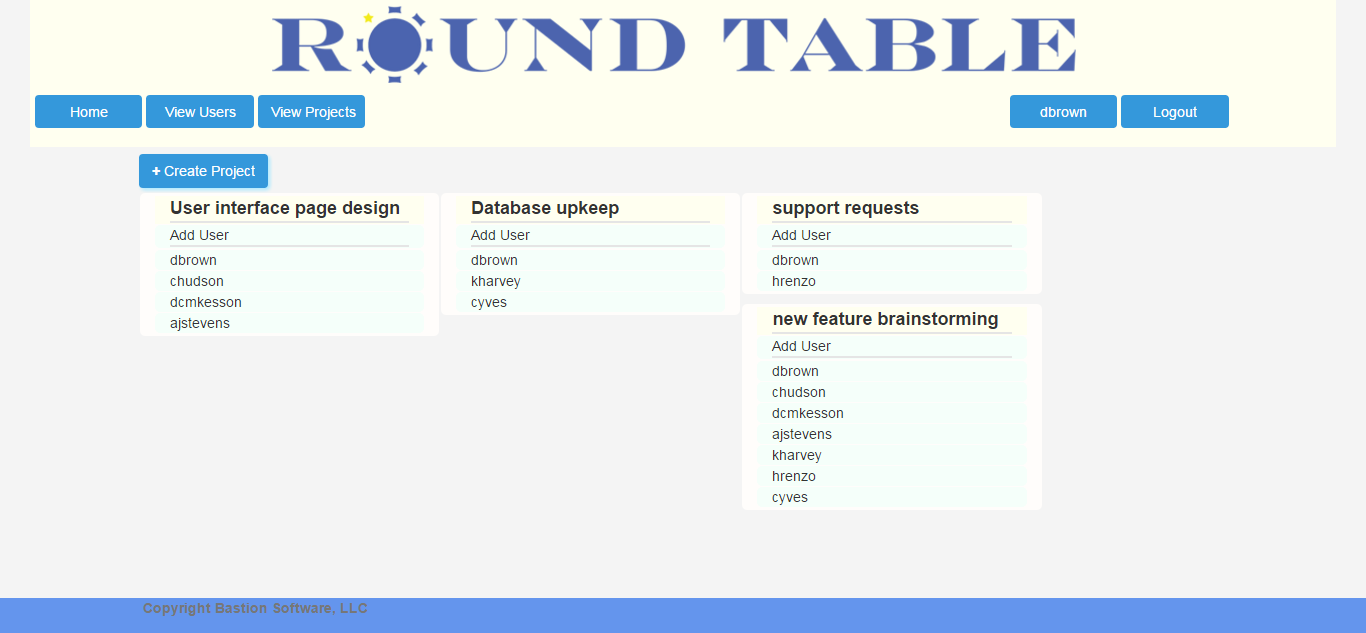 ROUND TABLE
Home View Users View Projects dbrown Logout
+ Create Project
User interface page design
Add User
dbrown
chudson
dcmkesson
ajstevens
Database upkeep
Add User
dbrown
kharvey
cyves
support requests
Add User
dbrown
hrenzo
new feature brainstorming
Add User
dbrown
chudson
dcmkesson
ajstevens
kharvey
hrenzo
cyves
Copyright Bastion Software, LLC